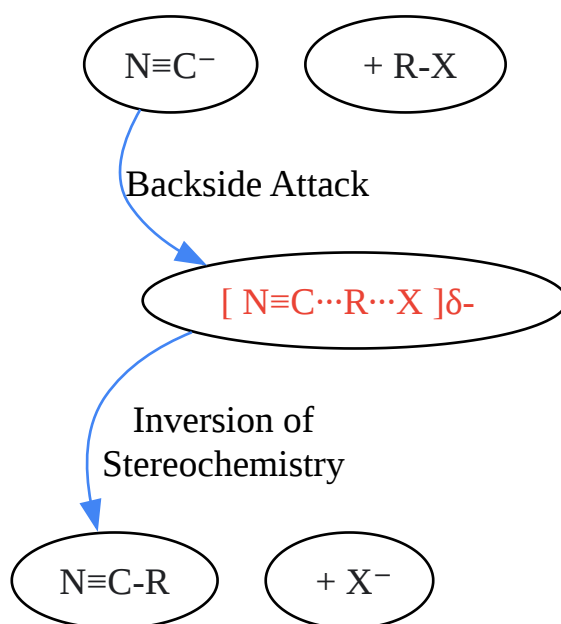 N≡C⁻
+ R-X
Backside Attack
[ N≡C···R···X ]δ-
Inversion of
Stereochemistry
N≡C-R
+ X⁻